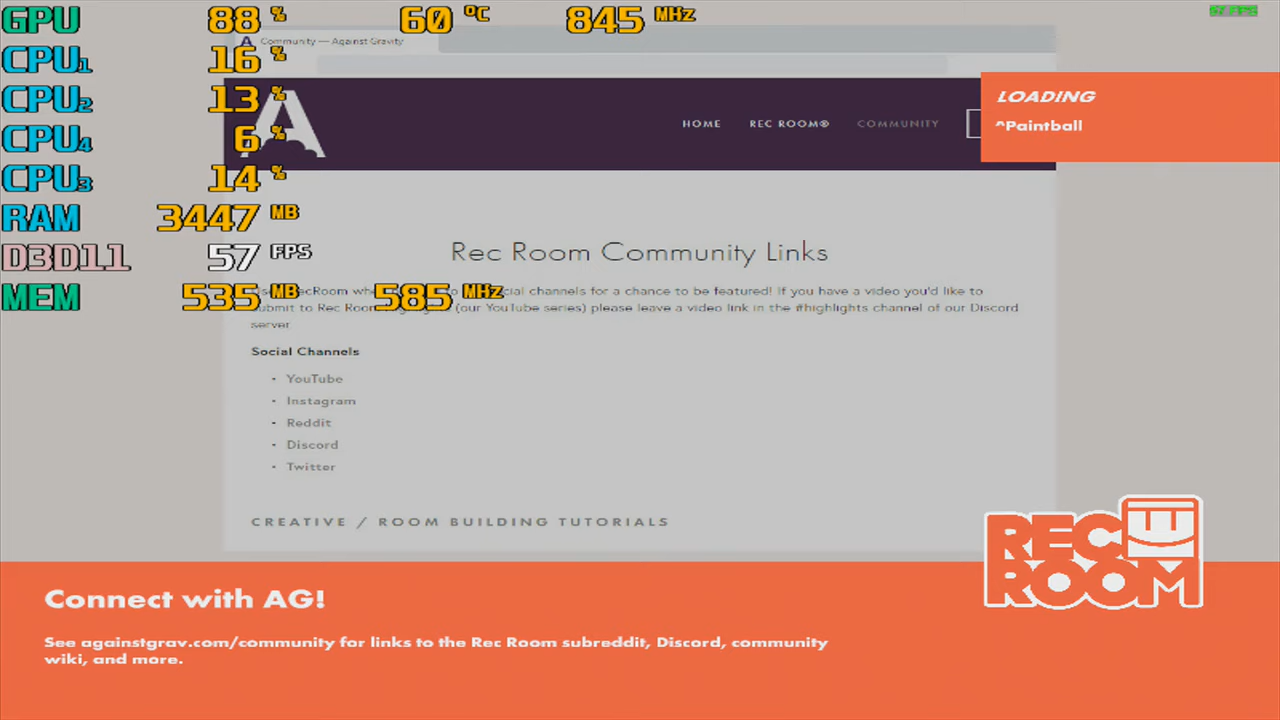 GPU 88 % 60 °C 845 MHz
CPU1 16 %
CPU2 13 %
CPU4 6 %
CPU3 14 %
RAM 3447 MB
D3D11 57 FPS
MEM 535 MB 585 MHz
Community — Against Gravity
HOME REC ROOM® COMMUNITY
LOADING
^Paintball
Rec Room Community Links
social channels for a chance to be featured! If you have a video you'd like to
submit to Rec Room (our YouTube series) please leave a video link in the #highlights channel of our Discord
server
Social Channels
• YouTube
• Instagram
• Reddit
• Discord
• Twitter
CREATIVE / ROOM BUILDING TUTORIALS
REC
ROOM
Connect with AG!
See againstgrav.com/community for links to the Rec Room subreddit, Discord, community
wiki, and more.